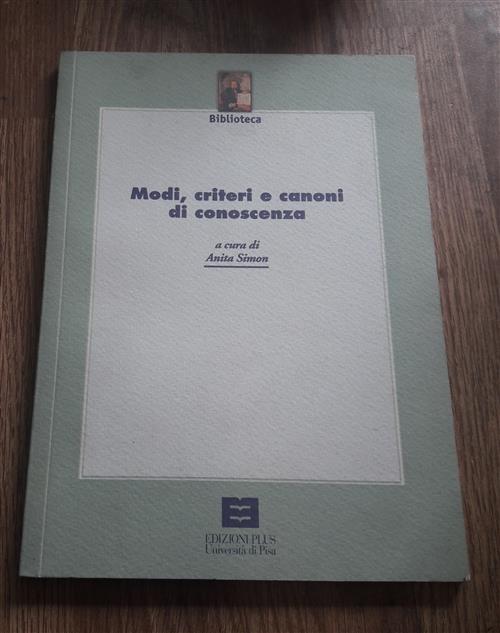 Biblioteca
Modi, criteri e canoni
di conoscenza
a cura di
Anita Simon
EDIZIONI PLUS
Università di Pisa